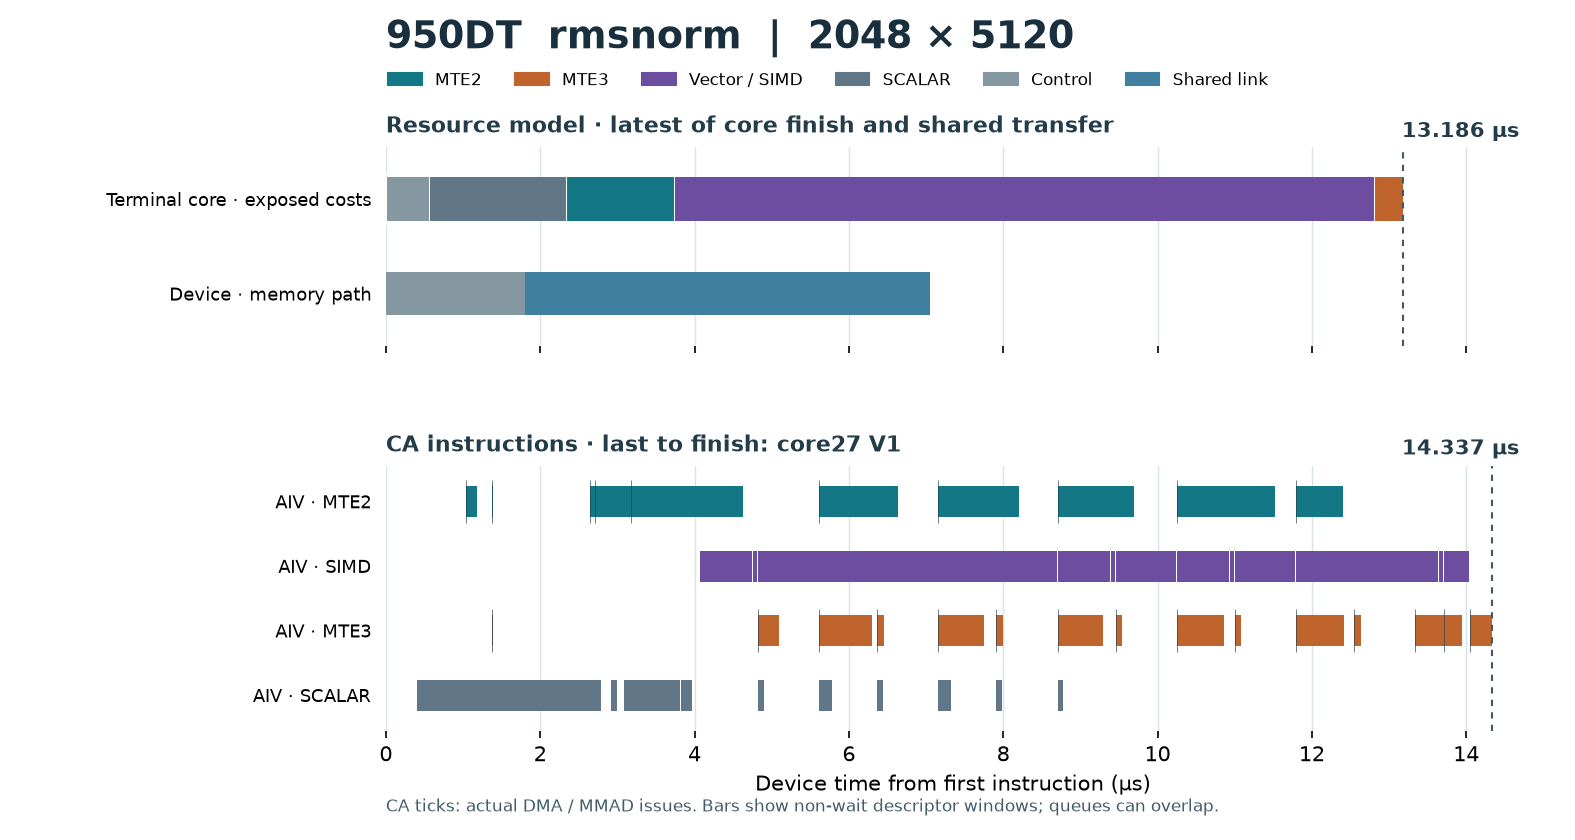 950DT  rmsnorm  |  2048 × 5120
MTE2  MTE3  Vector / SIMD  SCALAR  Control  Shared link
Resource model · latest of core finish and shared transfer
13.186 µs
Terminal core · exposed costs
Device · memory path
CA instructions · last to finish: core27 V1
14.337 µs
AIV · MTE2
AIV · SIMD
AIV · MTE3
AIV · SCALAR
0 2 4 6 8 10 12 14
Device time from first instruction (µs)
CA ticks: actual DMA / MMAD issues. Bars show non-wait descriptor windows; queues can overlap.